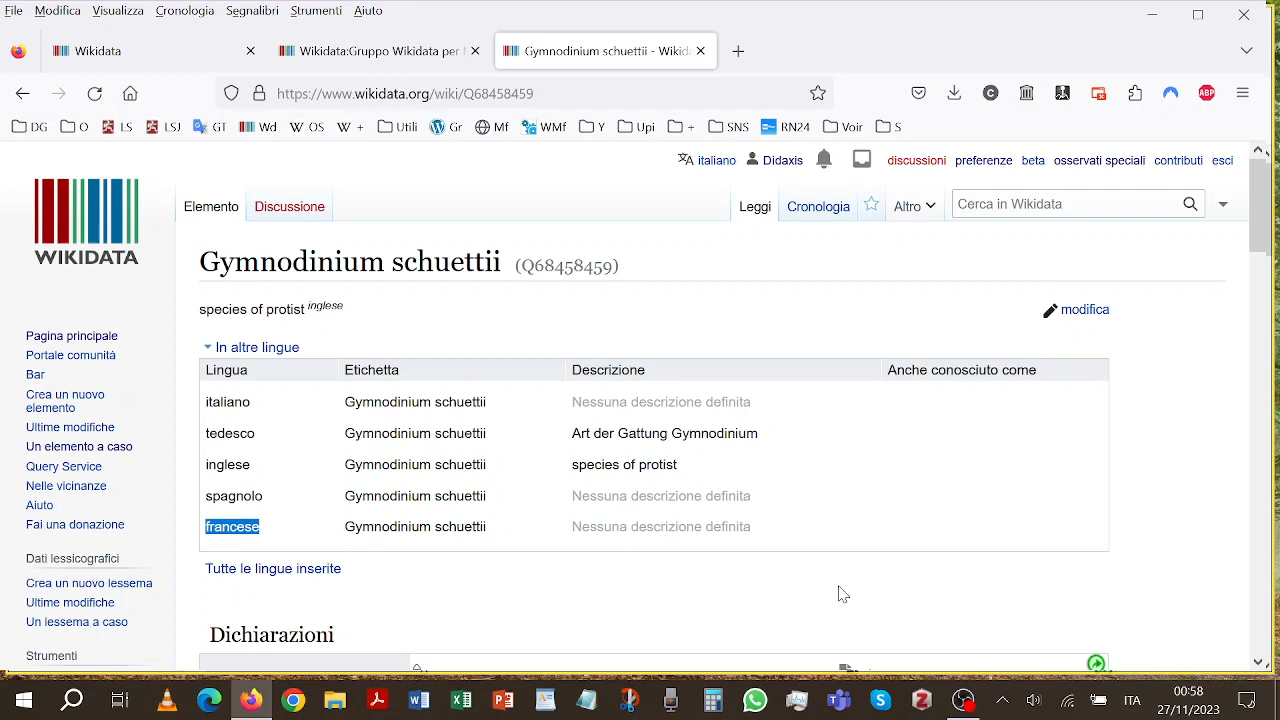 File Modifica Visualizza Cronologia Segnalibri Strumenti Aiuto
Wikidata
Wikidata:Gruppo Wikidata per
Gymnodinium schuettii - Wikid
https://www.wikidata.org/wiki/Q68458459
ABP
DG O LS LSJ GT Wd OS + Utili Gr Mf WMf Y Upi + SNS RN24 Voir S
italiano Didaxis discussioni preferenze beta osservati speciali contributi esci
WIKIDATA
Elemento Discussione Leggi Cronologia Altro Cerca in Wikidata
Gymnodinium schuettii (Q68458459)
species of protist inglese
modifica
In altre lingue
Lingua Etichetta Descrizione Anche conosciuto come
italiano Gymnodinium schuettii Nessuna descrizione definita
tedesco Gymnodinium schuettii Art der Gattung Gymnodinium
inglese Gymnodinium schuettii species of protist
spagnolo Gymnodinium schuettii Nessuna descrizione definita
francese Gymnodinium schuettii Nessuna descrizione definita
Tutte le lingue inserite
Dichiarazioni
Pagina principale
Portale comunità
Bar
Crea un nuovo
elemento
Ultime modifiche
Un elemento a caso
Query Service
Nelle vicinanze
Aiuto
Fai una donazione
Dati lessicografici
Crea un nuovo lessema
Ultime modifiche
Un lessema a caso
Strumenti
ITA
00:58
27/11/2023